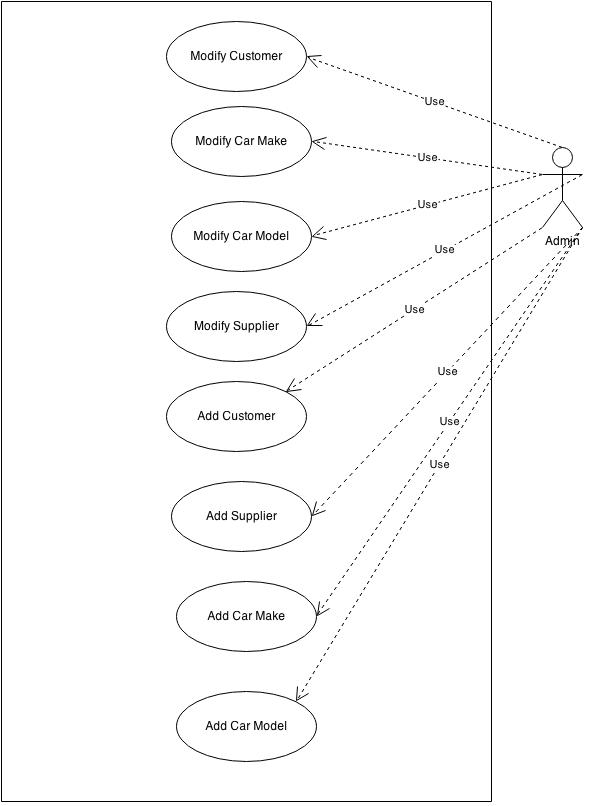 Modify Customer
Use
Modify Car Make
Use
Modify Car Model
Use
Admin
Use
Modify Supplier
Use
Use
Add Customer
Use
Use
Add Supplier
Add Car Make
Add Car Model